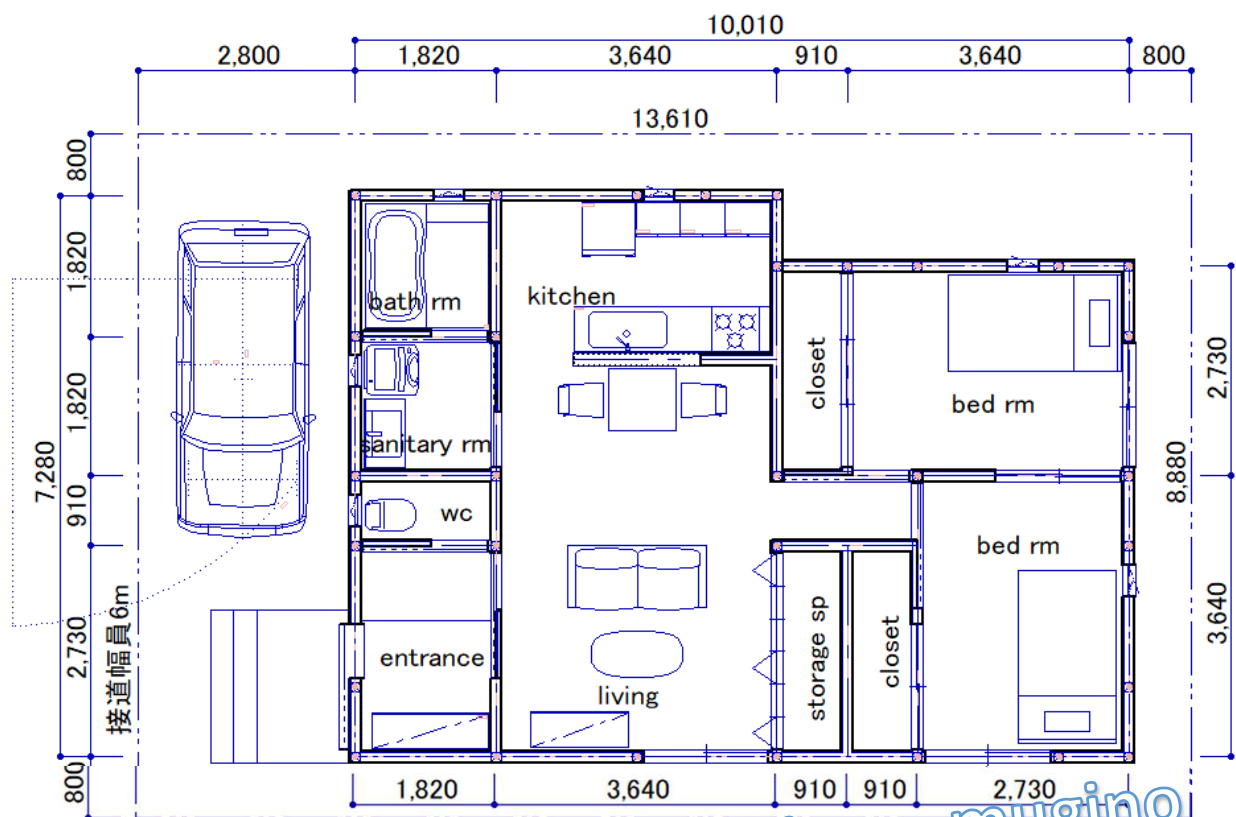 10,010
2,800 1,820 3,640 910 3,640 800
13,610
800
1,820
1,820
7,280
910
2,730
800
接道幅員6m
bath rm
kitchen
closet
bed rm
sanitary rm
wc
bed rm
entrance
living
storage sp
closet
2,730
8,880
3,640
1,820 3,640 910 910 2,730
mugino